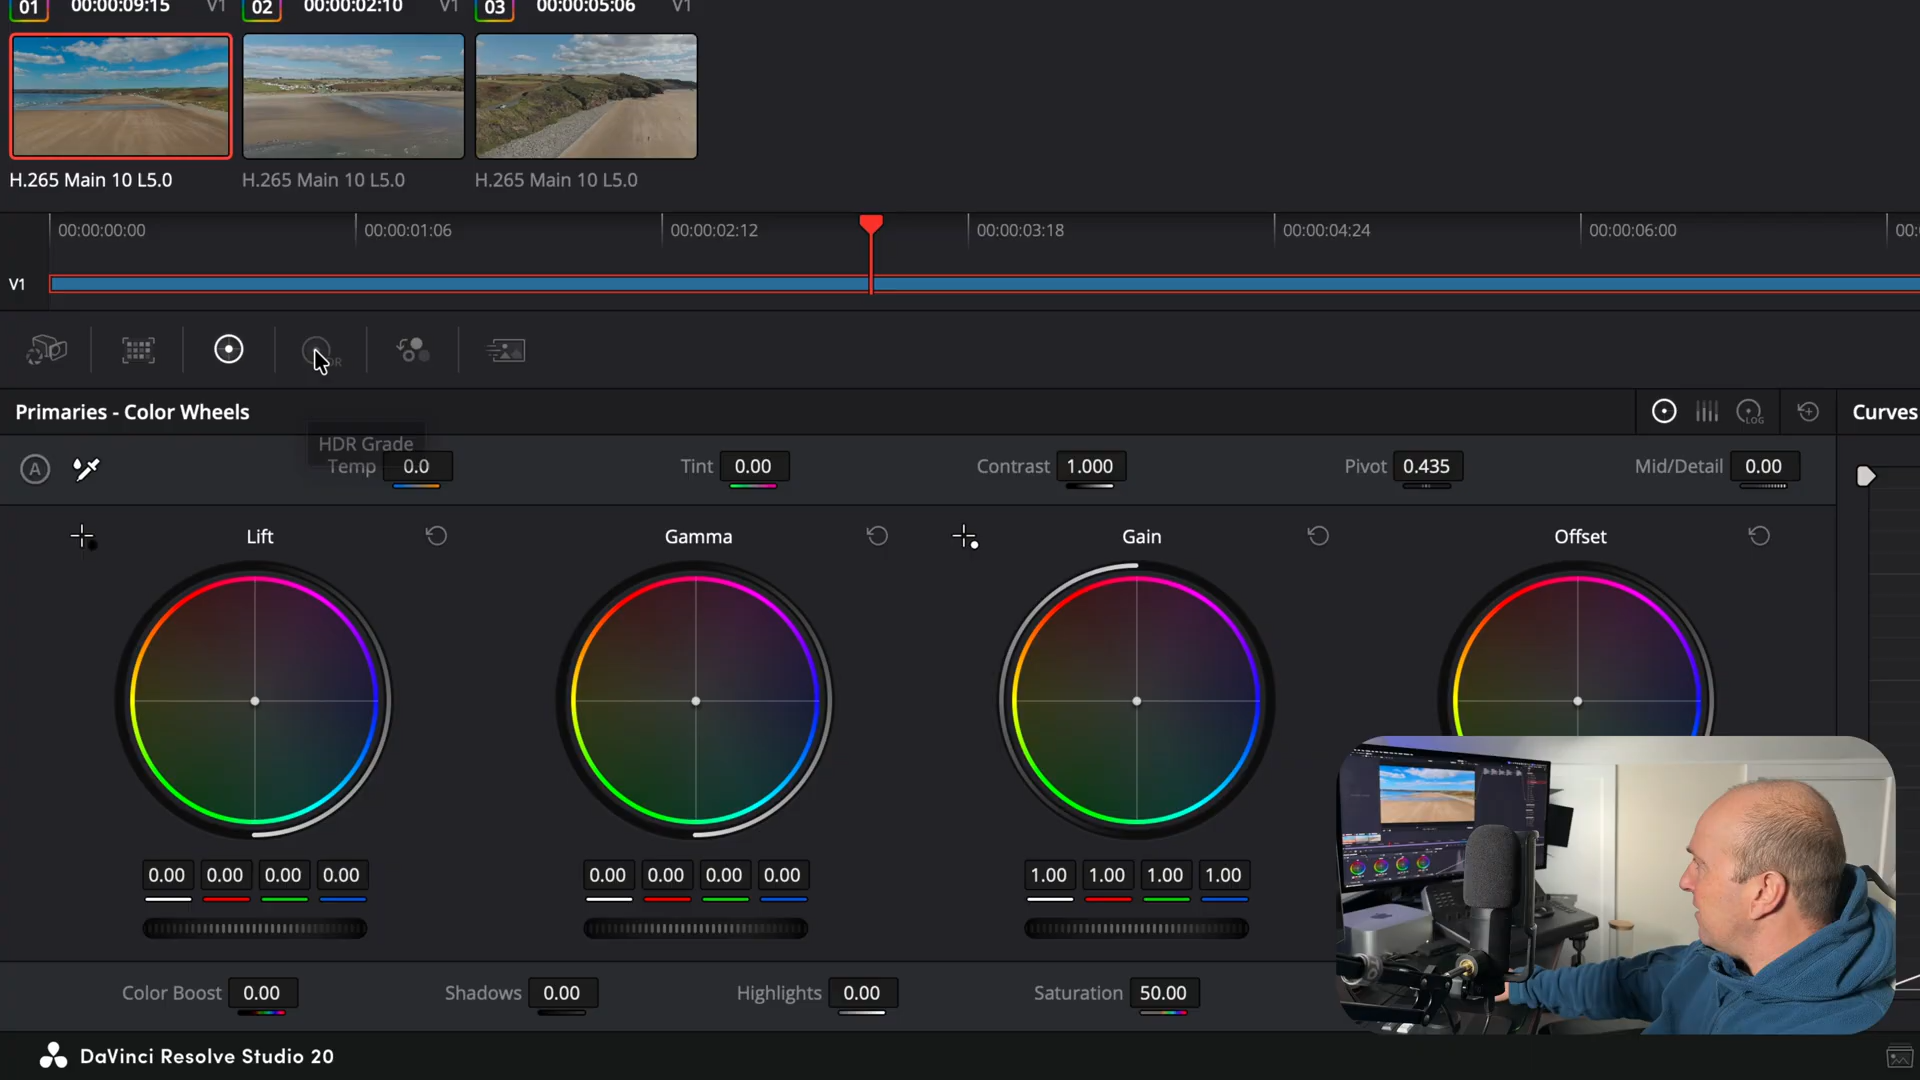 01 00:00:09:15 V1 02 00:00:02:10 V1 03 00:00:05:06 V1
H.265 Main 10 L5.0 H.265 Main 10 L5.0 H.265 Main 10 L5.0
00:00:00:00 00:00:01:06 00:00:02:12 00:00:03:18 00:00:04:24 00:00:06:00 00:
V1
Primaries - Color Wheels LOG Curves
HDR Grade
A Temp 0.0 Tint 0.00 Contrast 1.000 Pivot 0.435 Mid/Detail 0.00
Lift Gamma Gain Offset
0.00 0.00 0.00 0.00 0.00 0.00 0.00 0.00 1.00 1.00 1.00 1.00
Color Boost 0.00 Shadows 0.00 Highlights 0.00 Saturation 50.00
DaVinci Resolve Studio 20